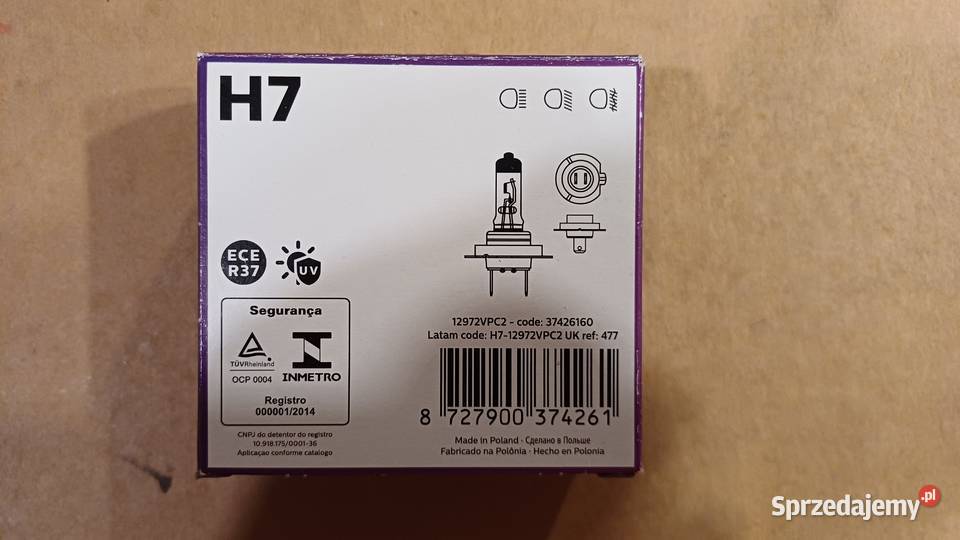 H7
ECE
R37
UV
Segurança
TÜVRheinland
OCP 0004
INMETRO
Registro
000001/2014
CNPJ do detentor do registro
10.918.175/0001-36
Aplicaçao conforme catalogo
12972VPC2 - code: 37426160
Latam code: H7-12972VPC2 UK ref: 477
8 727900 374261
Made in Poland · Сделано в Польше
Fabricado na Polônia · Hecho en Polonia
Sprzedajemy.pl